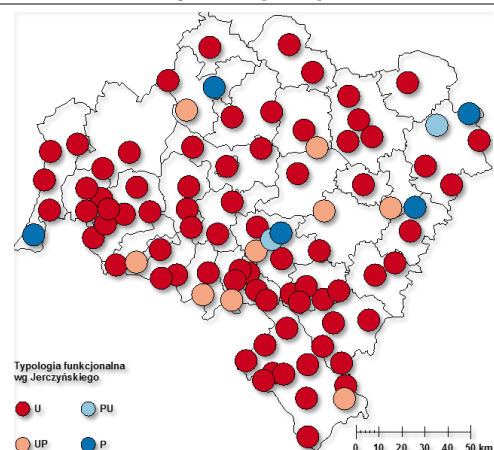 Typologia funkcjonalna
wg Jerczyńskiego
U PU
UP P
0 10 20 30 40 50 km